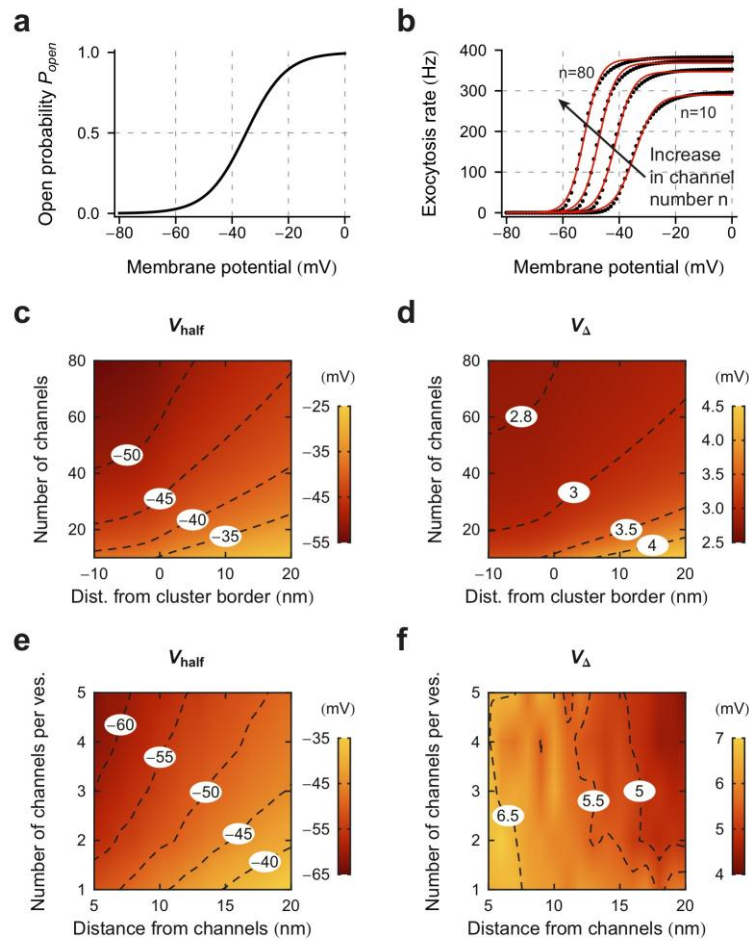 a
b
Open probability P_open
1.0
0.5
0.0
−80
−60
−40
−20
0
Membrane potential (mV)
Exocytosis rate (Hz)
400
300
200
100
0
n=80
n=10
Increase
in channel
number n
−80
−60
−40
−20
0
Membrane potential (mV)
c
V_half
Number of channels
80
60
40
20
−50
−45
−40
−35
−10
0
10
20
Dist. from cluster border (nm)
(mV)
−25
−35
−45
−55
d
V_Δ
Number of channels
80
60
40
20
2.8
3
3.5
4
−10
0
10
20
Dist. from cluster border (nm)
(mV)
4.5
4.0
3.5
3.0
2.5
e
V_half
Number of channels per ves.
5
4
3
2
1
−60
−55
−50
−45
−40
5
10
15
20
Distance from channels (nm)
(mV)
−35
−45
−55
−65
f
V_Δ
Number of channels per ves.
5
4
3
2
1
6.5
5.5
5
5
10
15
20
Distance from channels (nm)
(mV)
7
6
5
4